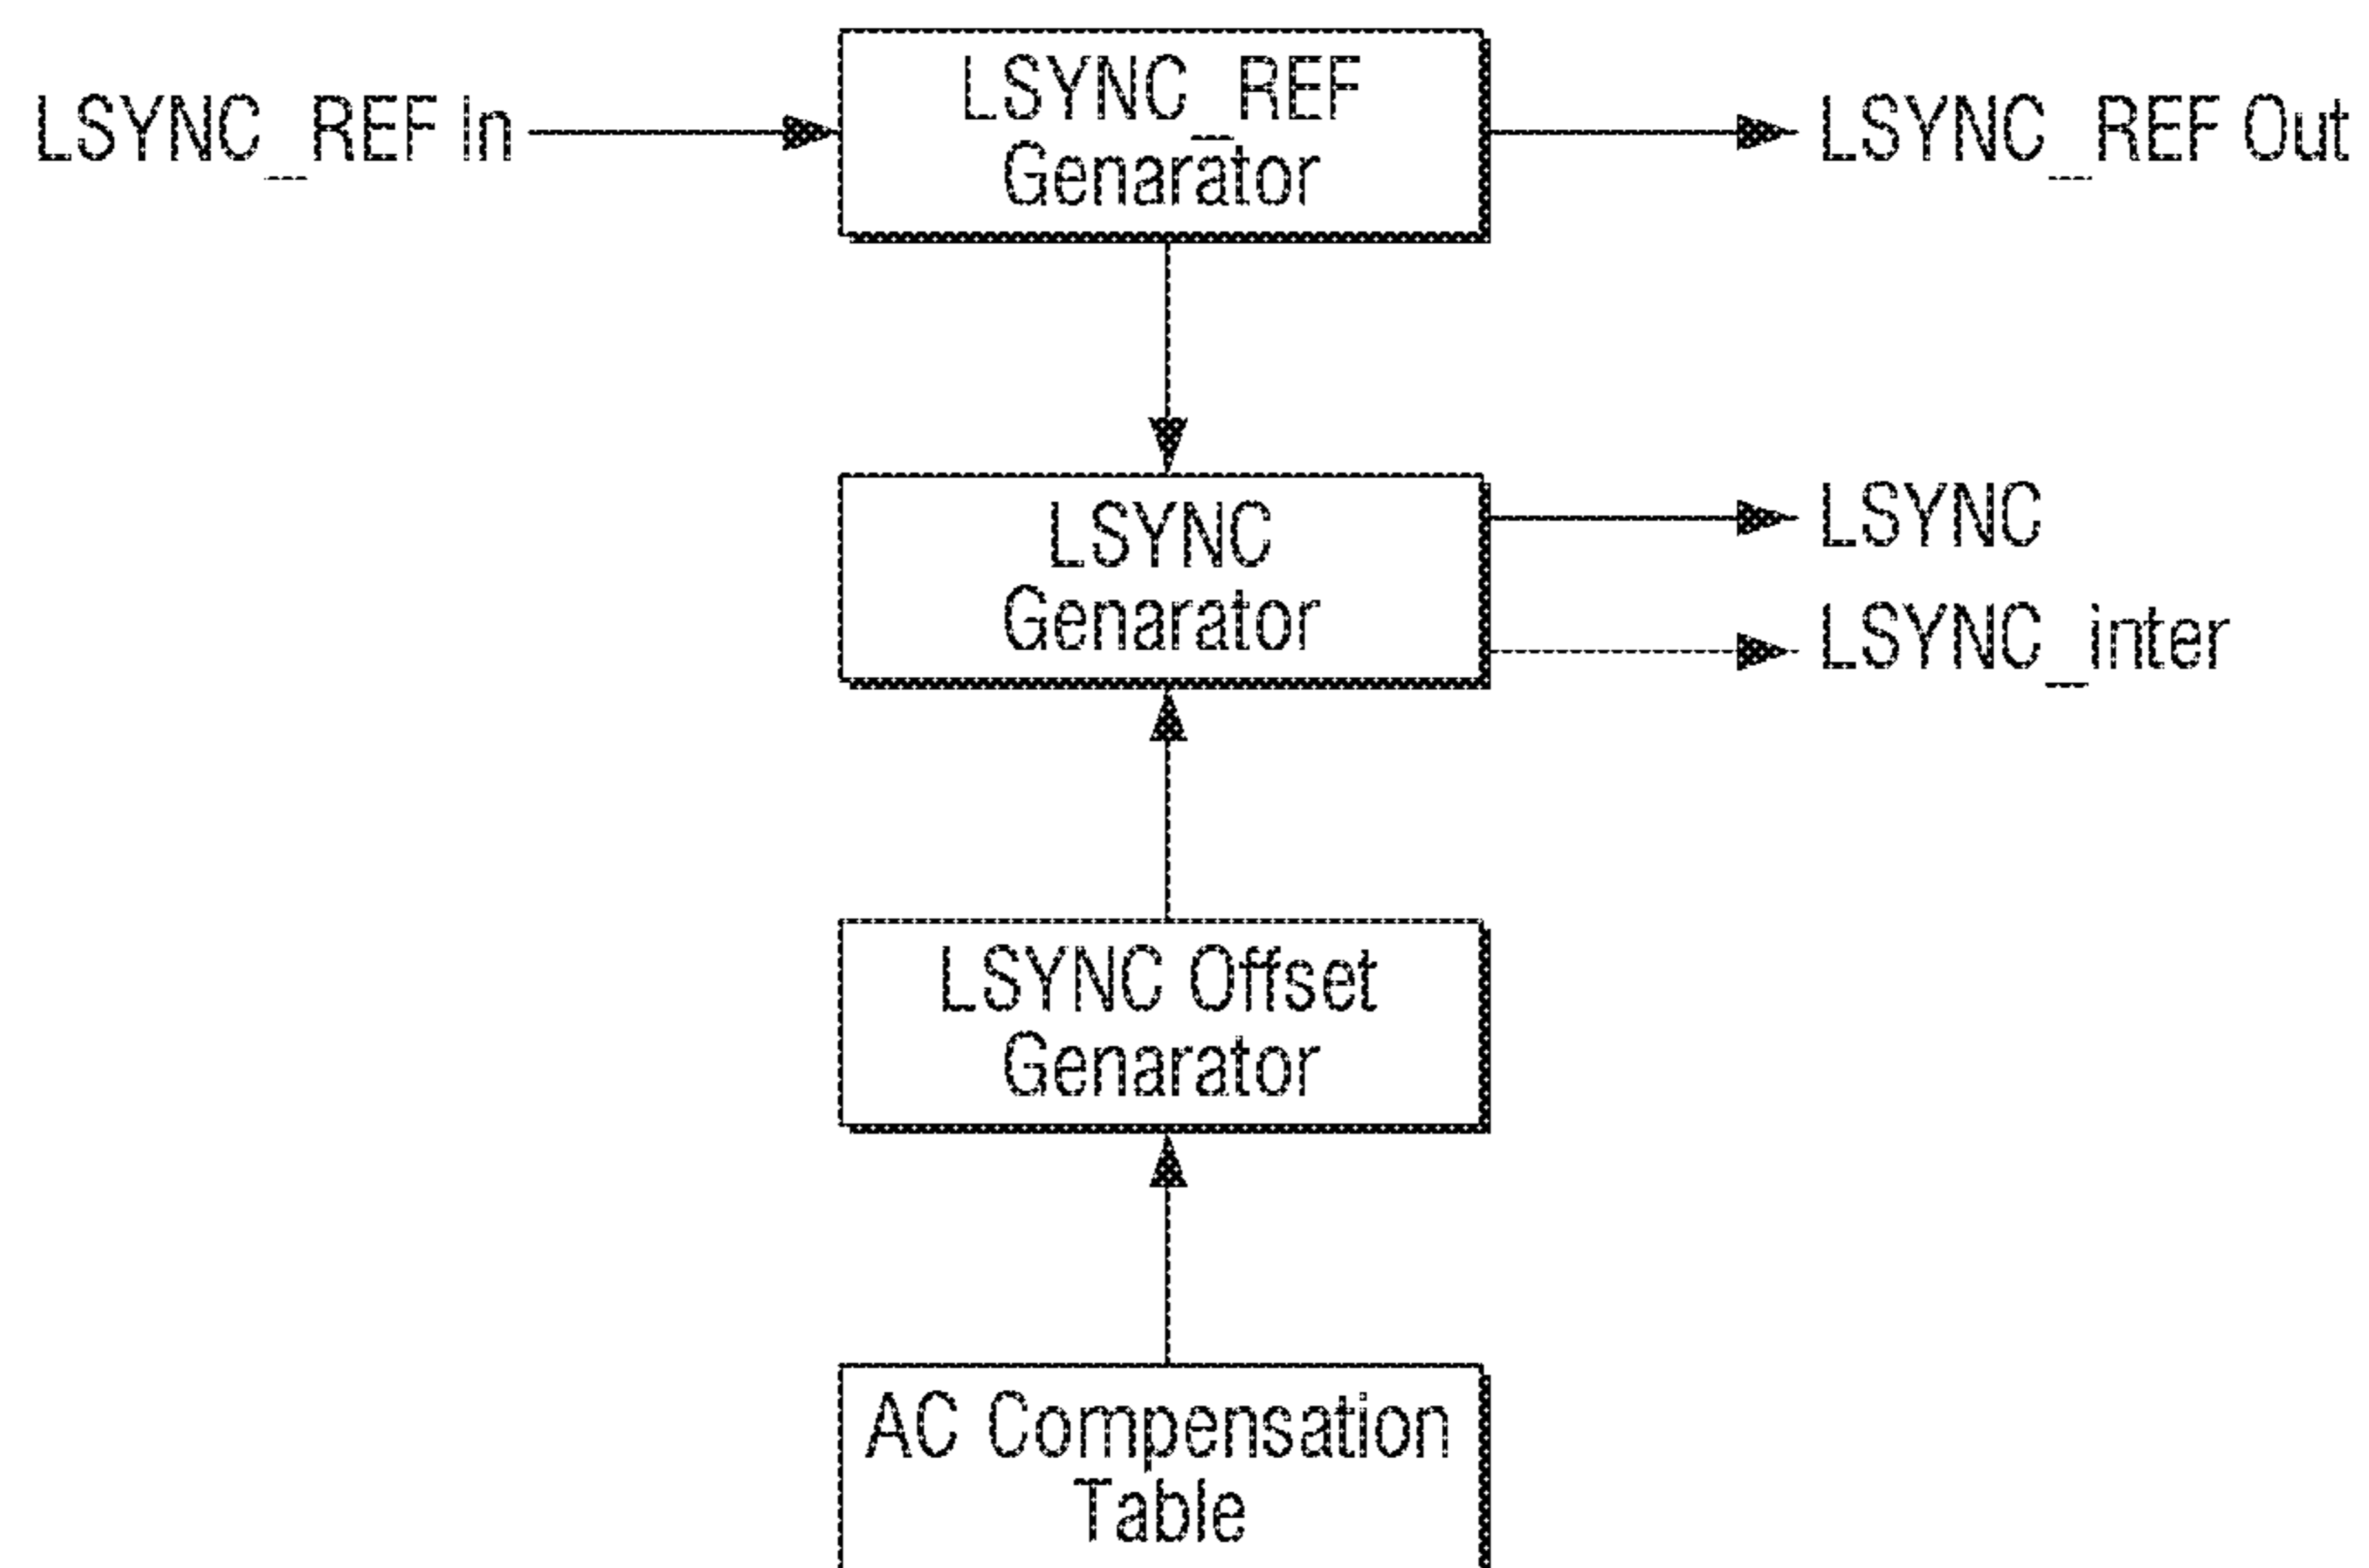 LSYNC_REF In
LSYNC_REF
Genarator
LSYNC_REF Out
LSYNC
Genarator
LSYNC
LSYNC_inter
LSYNC Offset
Genarator
AC Compensation
Table